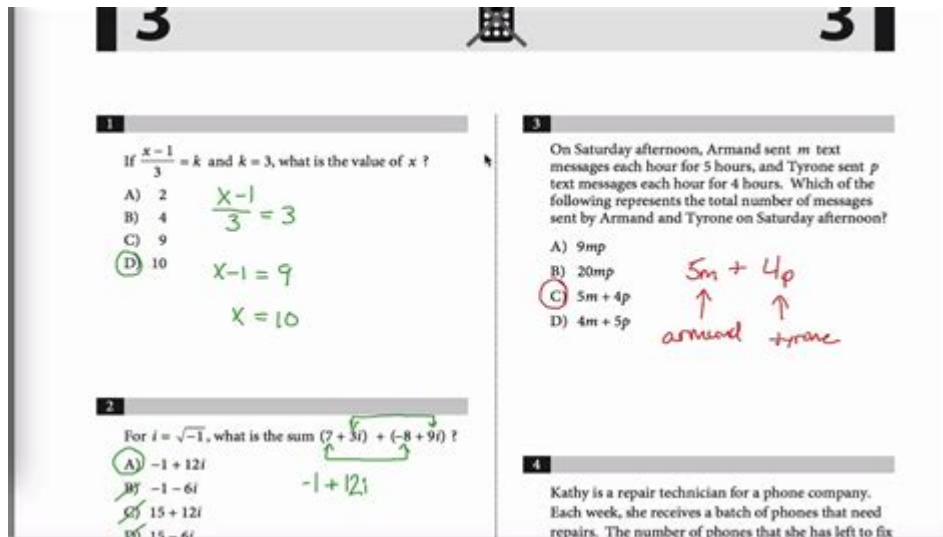 3
3
1
If x − 1 / 3 = k and k = 3, what is the value of x ?
A) 2
B) 4
C) 9
D) 10
x-1 / 3 = 3
x-1 = 9
x = 10
2
For i = √−1, what is the sum (7 + 3i) + (−8 + 9i) ?
A) −1 + 12i
B) −1 − 6i
C) 15 + 12i
D) 15 − 6i
-1 + 12i
3
On Saturday afternoon, Armand sent m text
messages each hour for 5 hours, and Tyrone sent p
text messages each hour for 4 hours. Which of the
following represents the total number of messages
sent by Armand and Tyrone on Saturday afternoon?
A) 9mp
B) 20mp
C) 5m + 4p
D) 4m + 5p
5m + 4p
armand tyrone
4
Kathy is a repair technician for a phone company.
Each week, she receives a batch of phones that need
repairs. The number of phones that she has left to fix